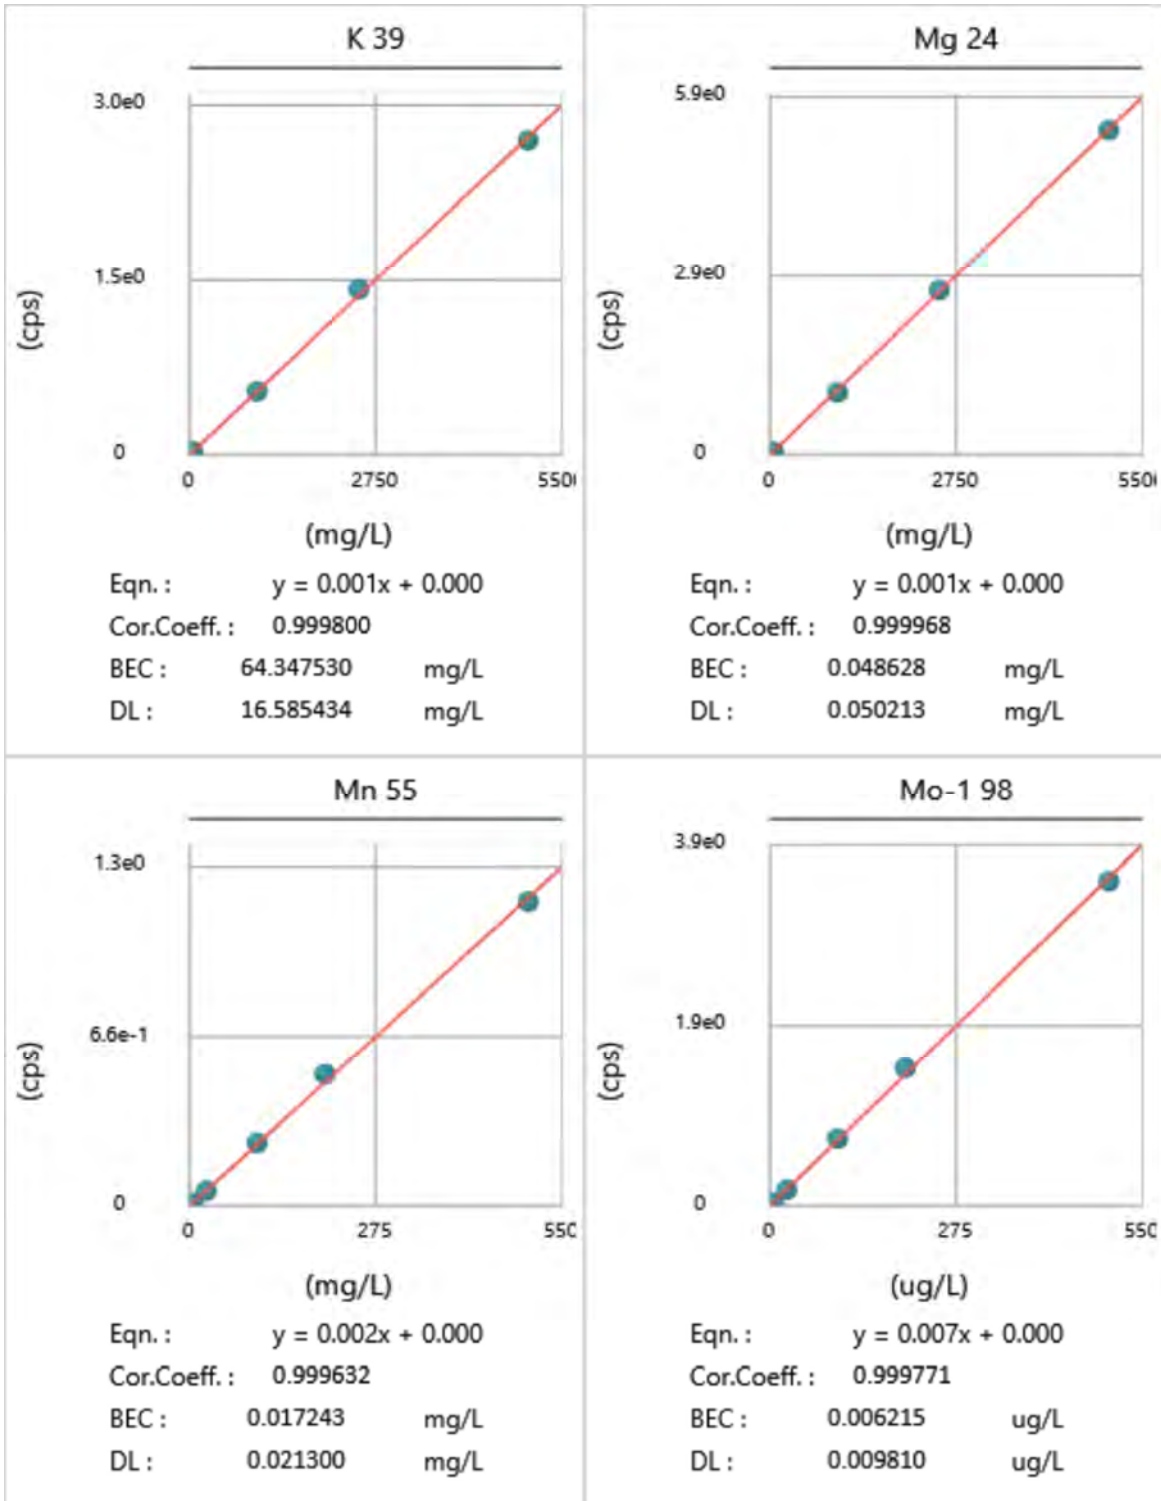 K 39
3.0e0
1.5e0
(cps)
0
0 2750 550
(mg/L)
Eqn. : y = 0.001x + 0.000
Cor.Coeff. : 0.999800
BEC : 64.347530 mg/L
DL : 16.585434 mg/L
Mg 24
5.9e0
2.9e0
(cps)
0
0 2750 550
(mg/L)
Eqn. : y = 0.001x + 0.000
Cor.Coeff. : 0.999968
BEC : 0.048628 mg/L
DL : 0.050213 mg/L
Mn 55
1.3e0
6.6e-1
(cps)
0
0 275 550
(mg/L)
Eqn. : y = 0.002x + 0.000
Cor.Coeff. : 0.999632
BEC : 0.017243 mg/L
DL : 0.021300 mg/L
Mo-1 98
3.9e0
1.9e0
(cps)
0
0 275 550
(ug/L)
Eqn. : y = 0.007x + 0.000
Cor.Coeff. : 0.999771
BEC : 0.006215 ug/L
DL : 0.009810 ug/L